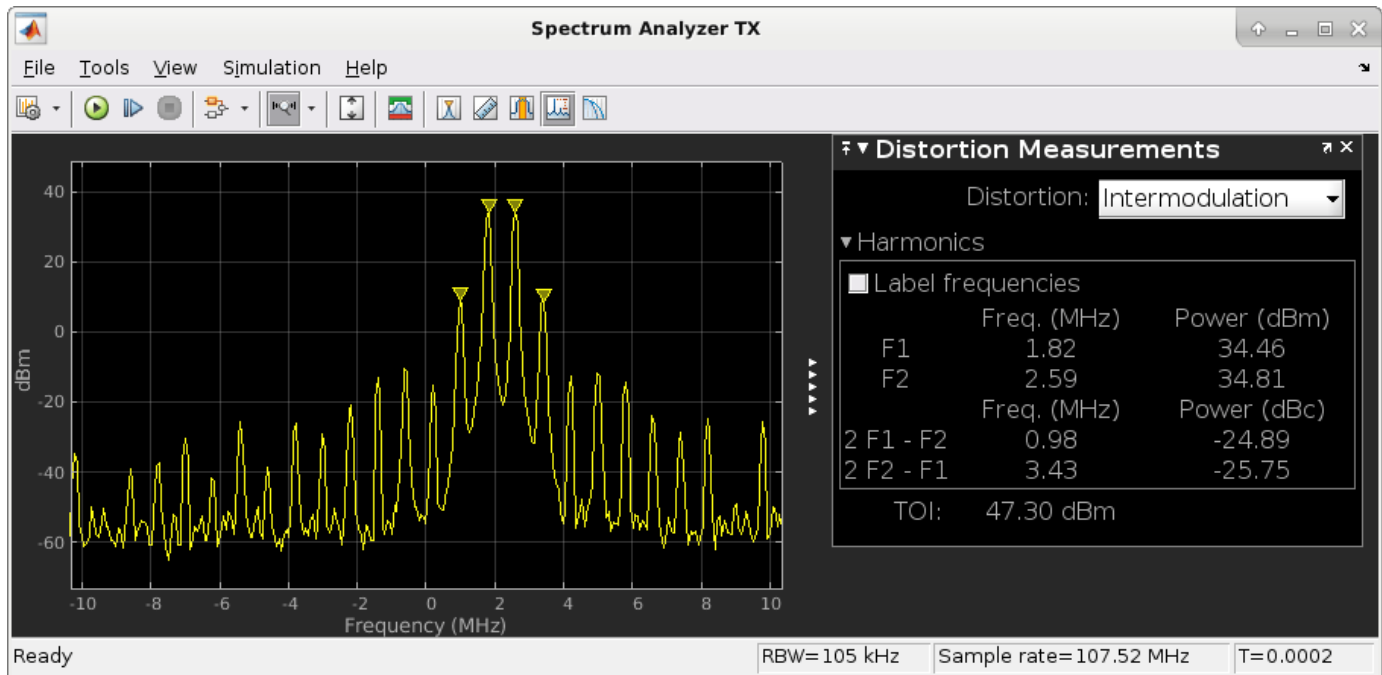 Spectrum Analyzer TX
File Tools View Simulation Help
Distortion Measurements
Distortion: Intermodulation
Harmonics
Label frequencies
Freq. (MHz) Power (dBm)
F1 1.82 34.46
F2 2.59 34.81
Freq. (MHz) Power (dBc)
2 F1 - F2 0.98 -24.89
2 F2 - F1 3.43 -25.75
TOI: 47.30 dBm
40
20
0
-20
-40
-60
dBm
-10 -8 -6 -4 -2 0 2 4 6 8 10
Frequency (MHz)
Ready RBW=105 kHz Sample rate=107.52 MHz T=0.0002